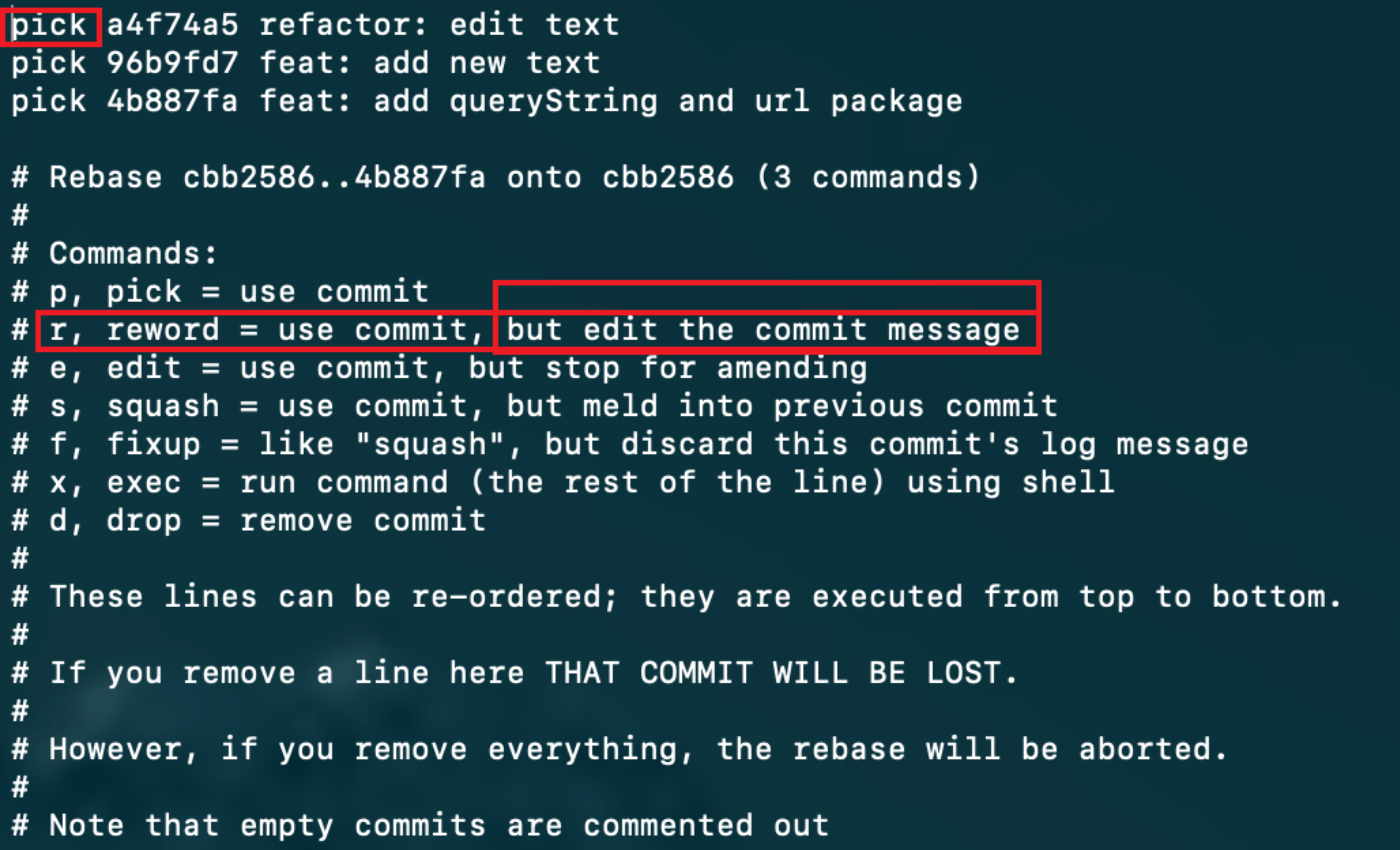 pick a4f74a5 refactor: edit text
pick 96b9fd7 feat: add new text
pick 4b887fa feat: add queryString and url package
# Rebase cbb2586..4b887fa onto cbb2586 (3 commands)
#
# Commands:
# p, pick = use commit
# r, reword = use commit, but edit the commit message
# e, edit = use commit, but stop for amending
# s, squash = use commit, but meld into previous commit
# f, fixup = like "squash", but discard this commit's log message
# x, exec = run command (the rest of the line) using shell
# d, drop = remove commit
#
# These lines can be re-ordered; they are executed from top to bottom.
#
# If you remove a line here THAT COMMIT WILL BE LOST.
#
# However, if you remove everything, the rebase will be aborted.
#
# Note that empty commits are commented out